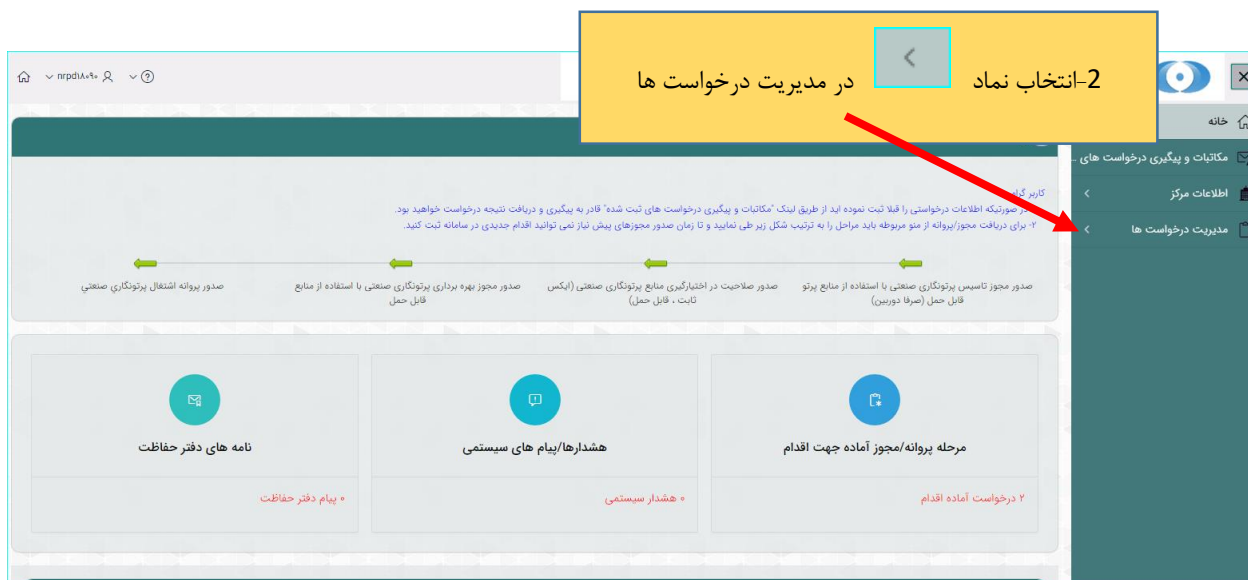 2-انتخاب نماد در مدیریت درخواست ها
nrpd۱۸۰۹۰
خانه
مکاتبات و پیگیری درخواست های ...
اطلاعات مرکز
مدیریت درخواست ها
کاربر
در صورتیکه اطلاعات درخواستی را قبلا ثبت نموده اید از طریق لینک "مکاتبات و پیگیری درخواست های ثبت شده" قادر به پیگیری و دریافت نتیجه درخواست خواهید بود.
۲- برای دریافت مجوز/پروانه از منو مربوطه باید مراحل را به ترتیب شکل زیر طی نمایید و تا زمان صدور مجوزهای پیش نیاز نمی توانید اقدام جدیدی در سامانه ثبت کنید.
صدور مجوز تاسیس پرتونگاری صنعتی با استفاده از منابع پرتو
قابل حمل (صرفا دوربین)
صدور صلاحیت در اختیارگیری منابع پرتونگاری صنعتی (ایکس
ثابت ، قابل حمل)
صدور مجوز بهره برداری پرتونگاری صنعتی با استفاده از منابع
قابل حمل
صدور پروانه اشتغال پرتونگاری صنعتی
مرحله پروانه/مجوز آماده جهت اقدام
۲ درخواست آماده اقدام
هشدارها/پیام های سیستمی
۰ هشدار سیستمی
نامه های دفتر حفاظت
۰ پیام دفتر حفاظت